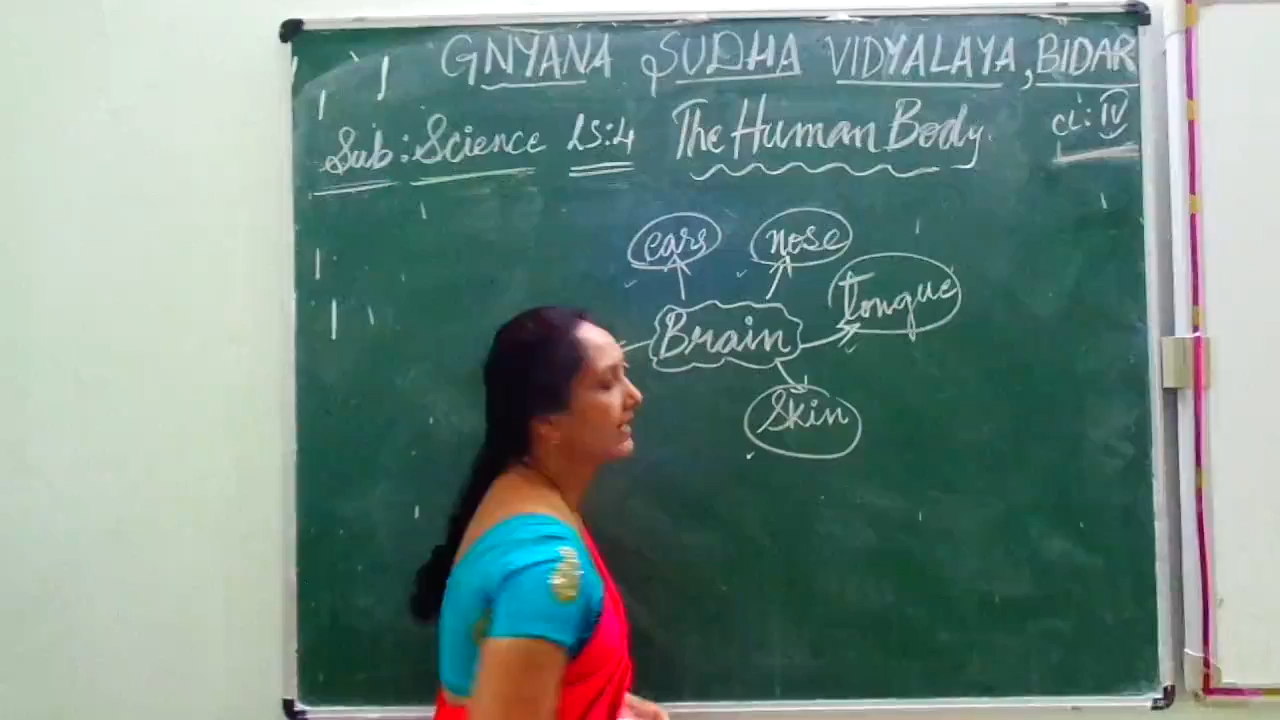 GNYANA SUDHA VIDYALAYA, BIDAR
Sub: Science LS:4 The Human Body. cl: IV
ears nose
tongue
Brain
Skin